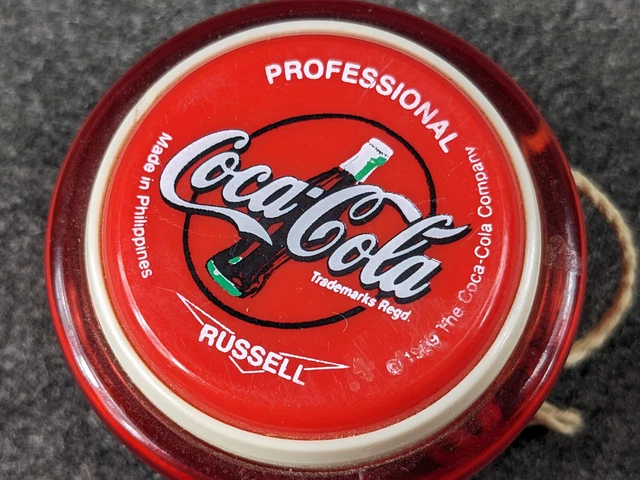 PROFESSIONAL
Made in Philippines
Coca-Cola
Trademarks Regd.
The Coca-Cola Company
RUSSELL